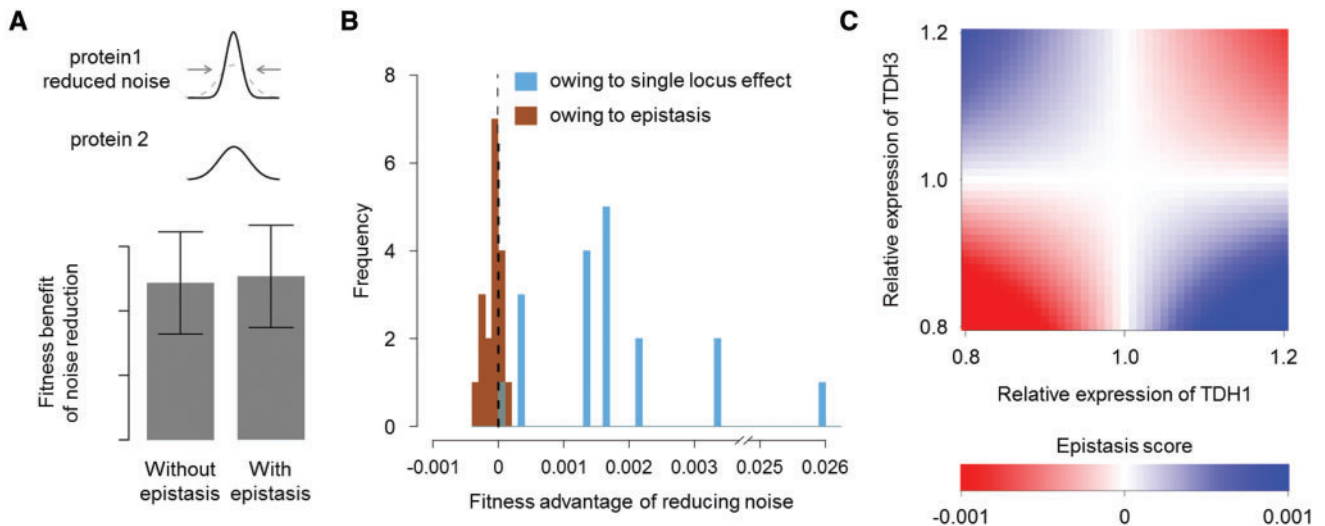 A
protein1
reduced noise
protein 2
Fitness benefit
of noise reduction
Without
epistasis
With
epistasis
B
owing to single locus effect
owing to epistasis
Frequency
8
6
4
2
0
-0.001
0
0.001
0.002
0.003
0.025
0.026
Fitness advantage of reducing noise
C
Relative expression of TDH3
1.2
1.0
0.8
0.8
1.0
1.2
Relative expression of TDH1
Epistasis score
-0.001
0
0.001